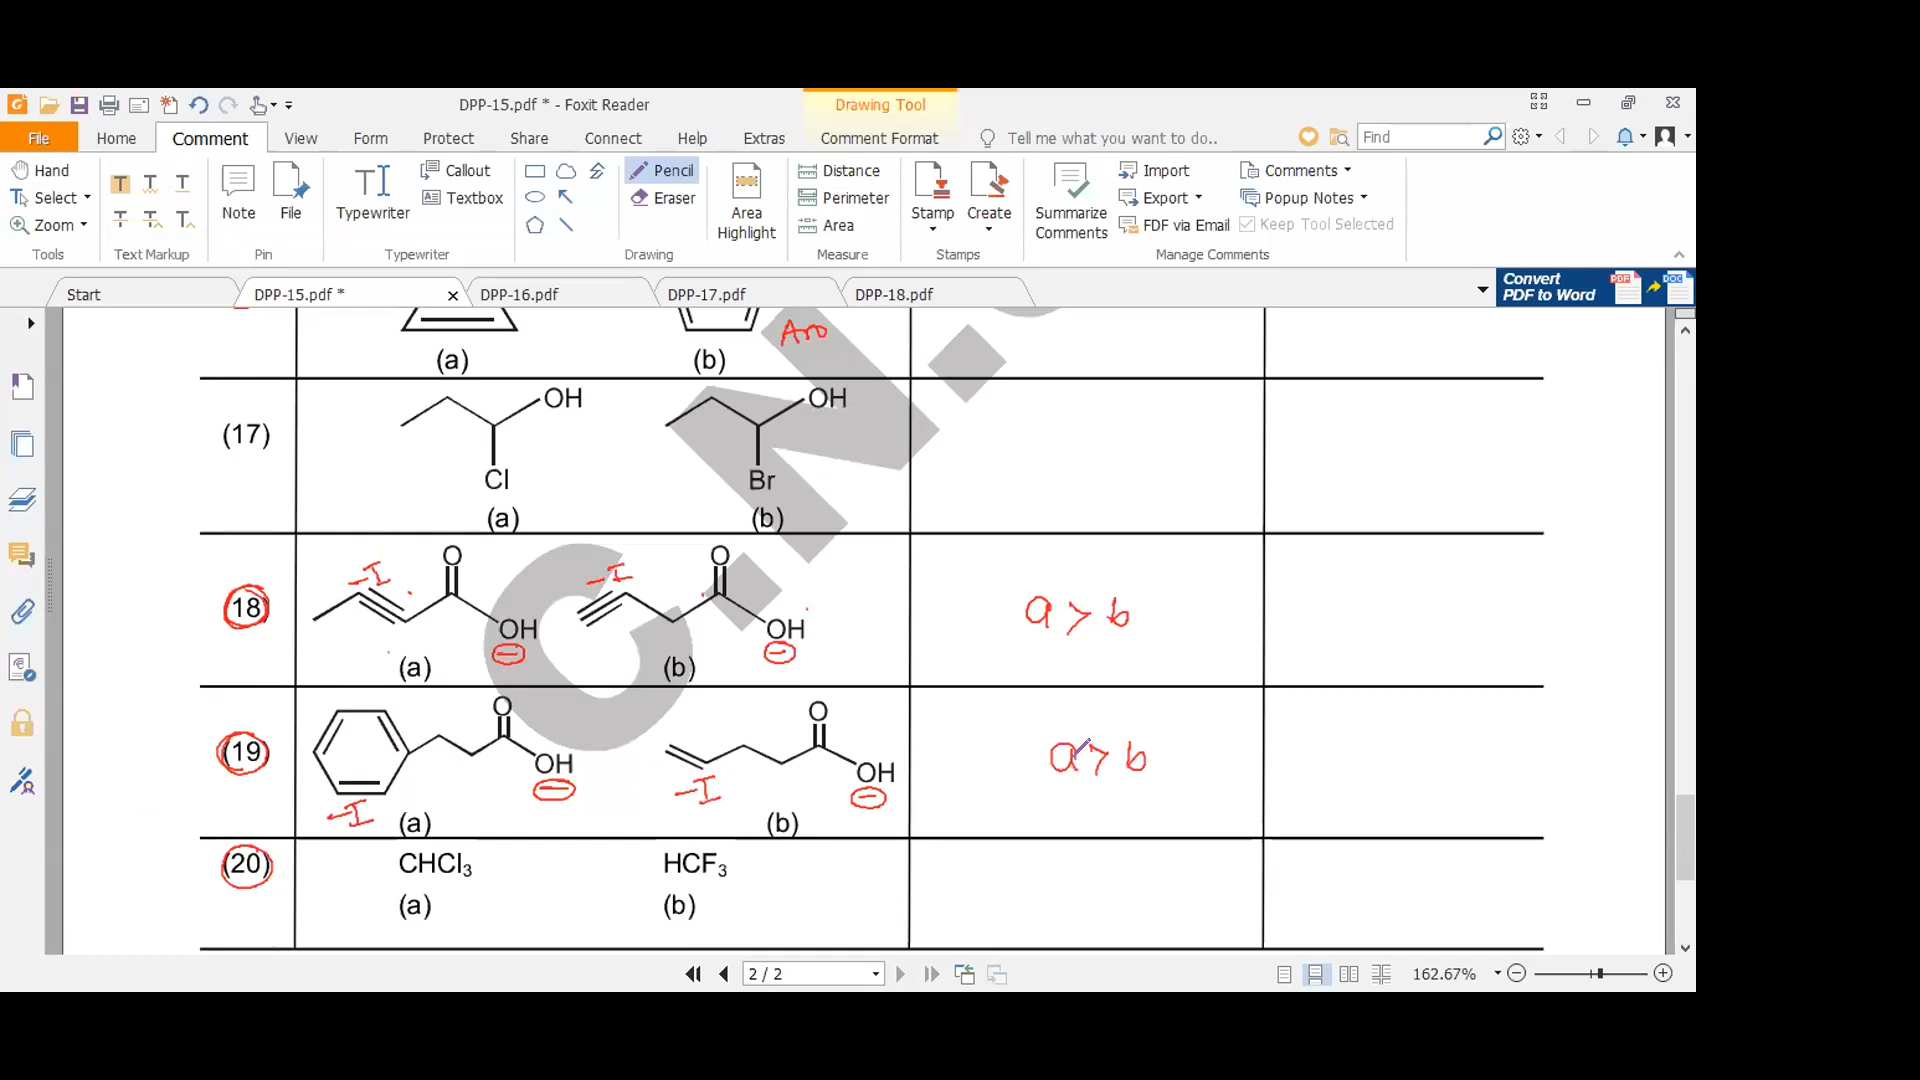 DPP-15.pdf * - Foxit Reader
Drawing Tool
File Home Comment View Form Protect Share Connect Help Extras Comment Format Tell me what you want to do.. Find
Hand
Select
Zoom
Tools
Text Markup
Note
File
Pin
Typewriter
Callout
Textbox
Typewriter
Pencil
Eraser
Drawing
Area
Highlight
Distance
Perimeter
Area
Measure
Stamp
Create
Stamps
Summarize
Comments
Import
Export
FDF via Email
Comments
Popup Notes
Keep Tool Selected
Manage Comments
Start DPP-15.pdf * DPP-16.pdf DPP-17.pdf DPP-18.pdf
Convert
PDF to Word
PDF DOC
Aro
(a) (b)
(17) OH OH
Cl Br
(a) (b)
C.N.
(18) -I O -I O
OH OH
a > b
(a) (b)
(19) O O
OH OH
-I -I
a > b
(a) (b)
(20) CHCl₃ HCF₃
(a) (b)
2 / 2
162.67%